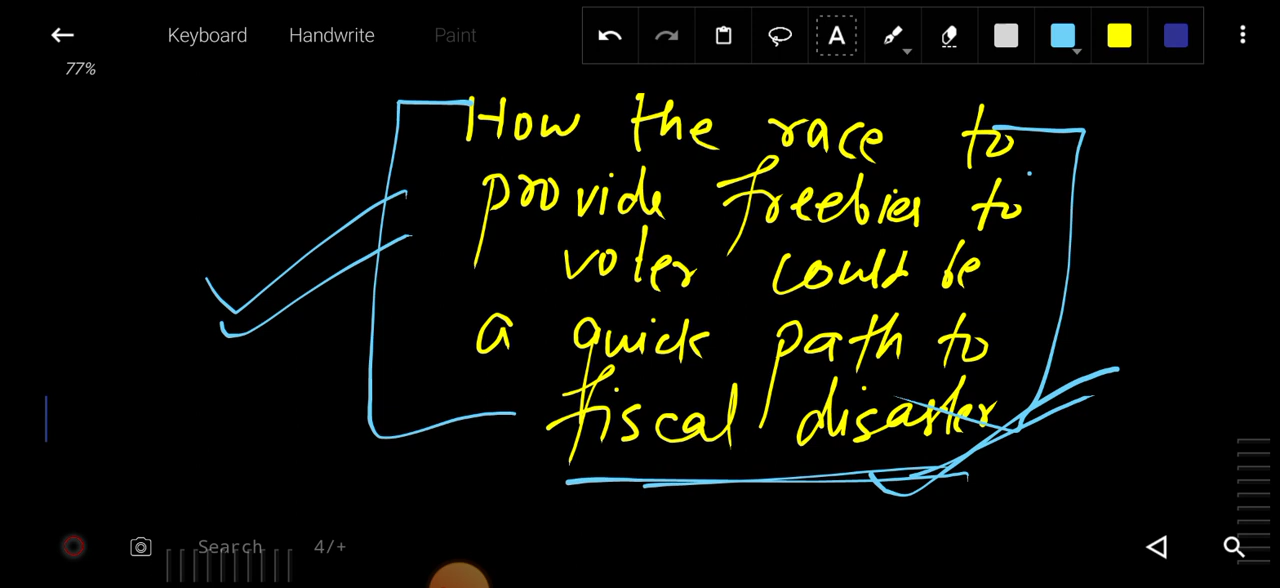 Keyboard Handwrite Paint A
77%
How the race to
provide freebies to
voter could be
a quick path to
fiscal disaster
Search 4/+